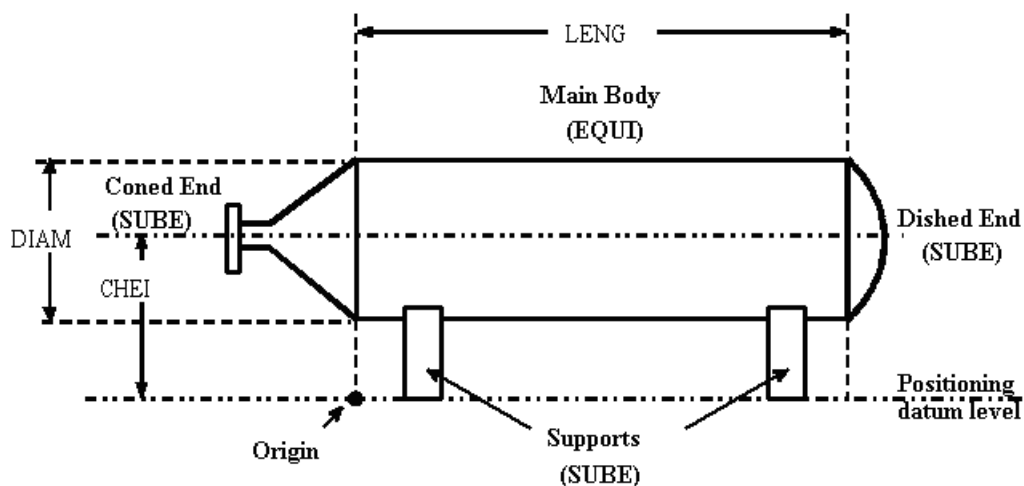 LENG
Main Body
(EQUI)
Coned End
(SUBE)
DIAM
Dished End
(SUBE)
CHEI
Positioning
datum level
Origin
Supports
(SUBE)